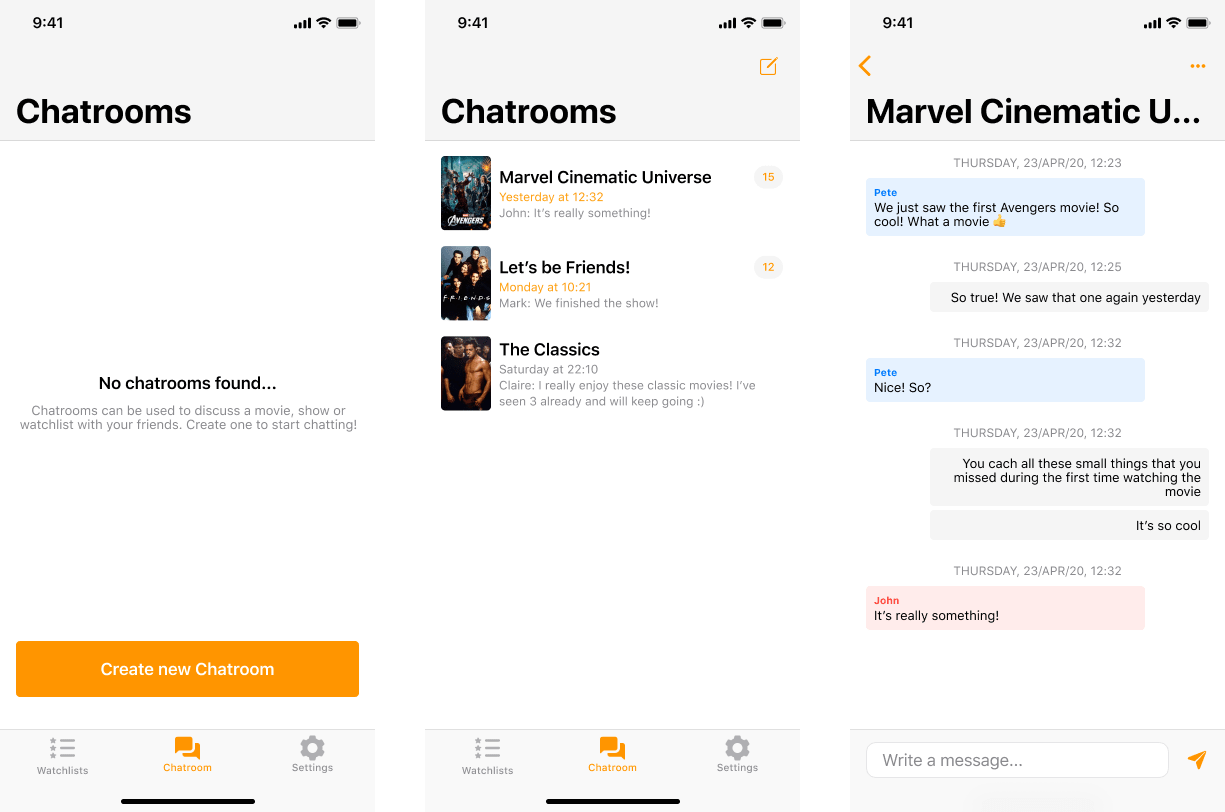 9:41
Chatrooms
No chatrooms found...
Chatrooms can be used to discuss a movie, show or
watchlist with your friends. Create one to start chatting!
Create new Chatroom
Watchlists
Chatroom
Settings
9:41
Chatrooms
AVENGERS
Marvel Cinematic Universe
15
Yesterday at 12:32
John: It's really something!
FRIENDS
Let's be Friends!
12
Monday at 10:21
Mark: We finished the show!
The Classics
Saturday at 22:10
Claire: I really enjoy these classic movies! I've
seen 3 already and will keep going :)
Watchlists
Chatroom
Settings
9:41
Marvel Cinematic U...
THURSDAY, 23/APR/20, 12:23
Pete
We just saw the first Avengers movie! So
cool! What a movie 👍
THURSDAY, 23/APR/20, 12:25
So true! We saw that one again yesterday
THURSDAY, 23/APR/20, 12:32
Pete
Nice! So?
THURSDAY, 23/APR/20, 12:32
You cach all these small things that you
missed during the first time watching the
movie
It's so cool
THURSDAY, 23/APR/20, 12:32
John
It's really something!
Write a message...